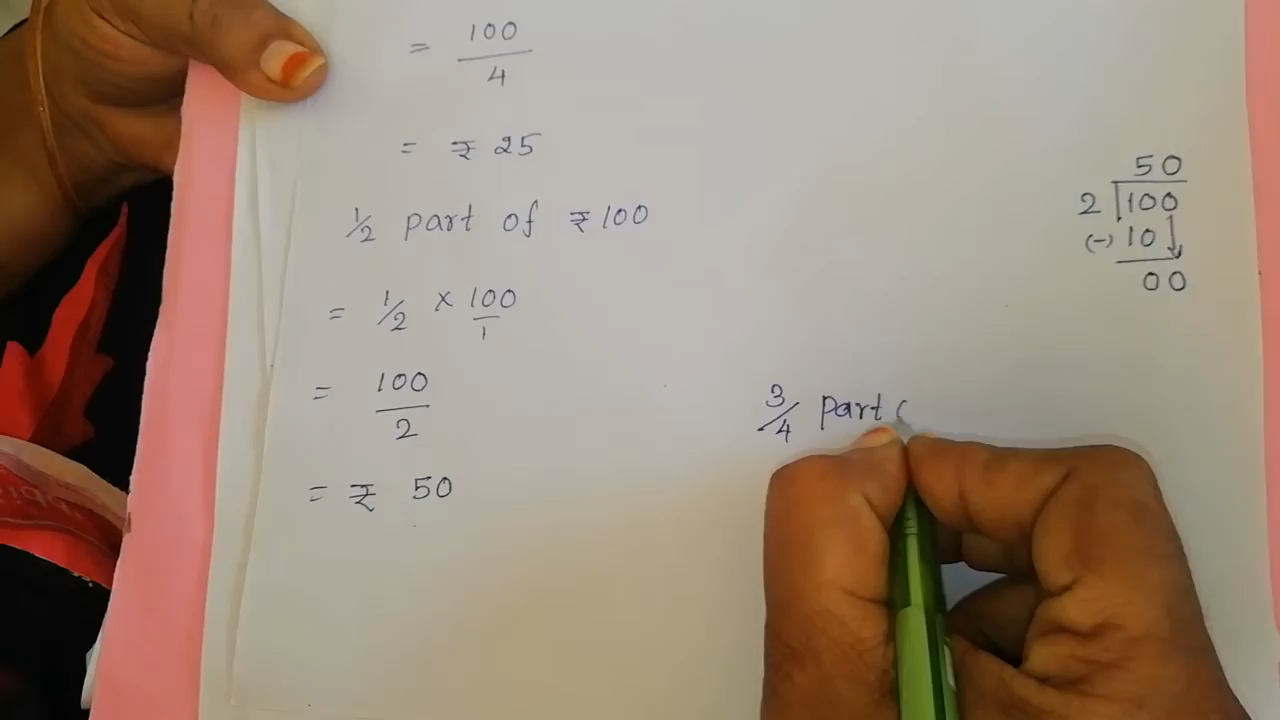 = 100/4
= ₹ 25
1/2 part of ₹100
= 1/2 × 100/1
= 100/2
= ₹ 50
50
2 100
(-) 10
00
3/4 part